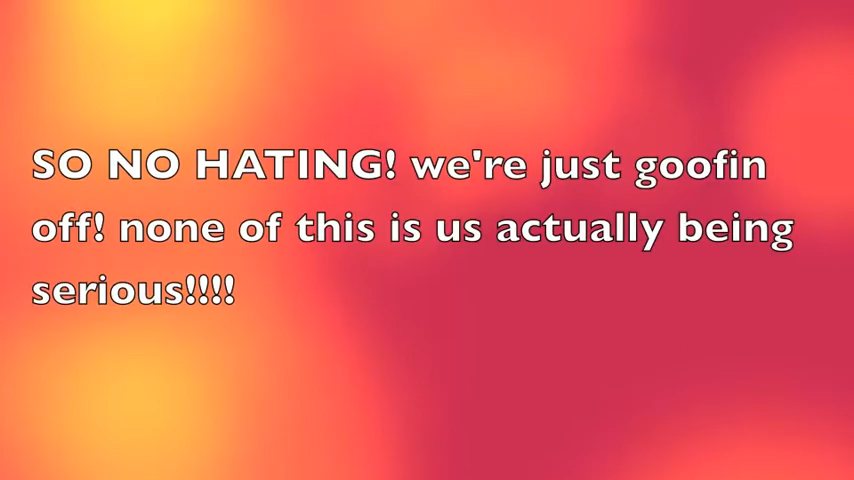 SO NO HATING! we're just goofin
off! none of this is us actually being
serious!!!!